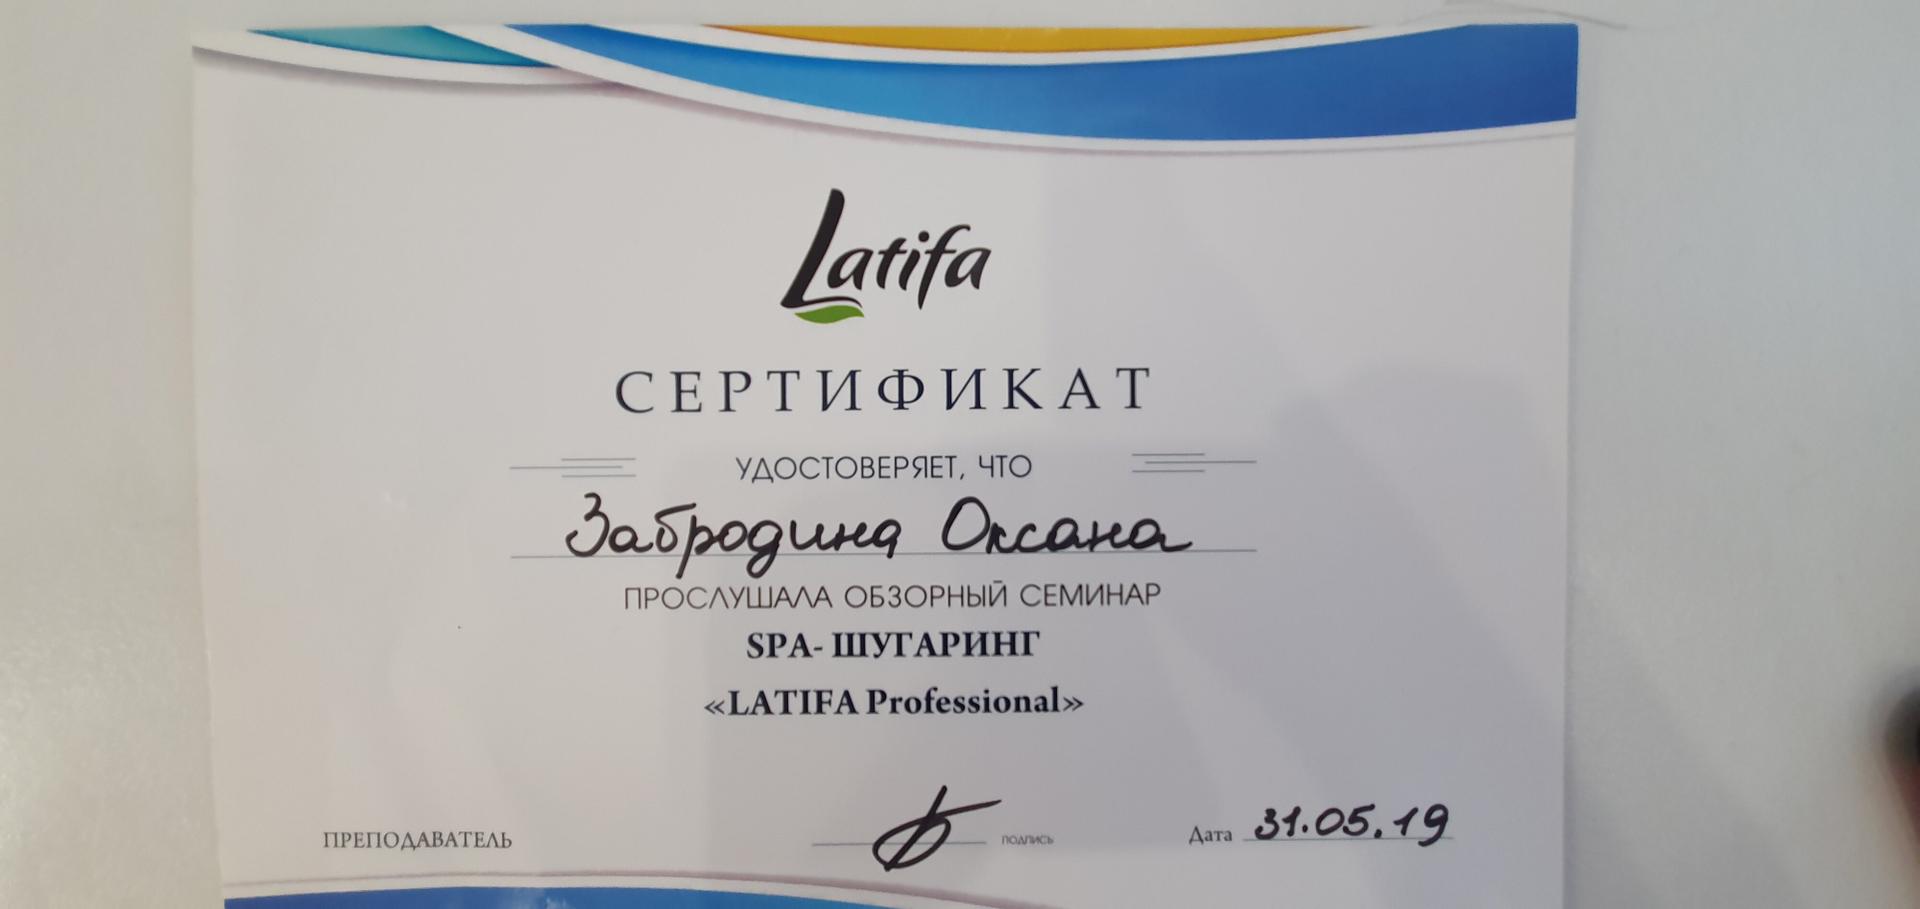 Latifa
СЕРТИФИКАТ
УДОСТОВЕРЯЕТ, ЧТО
Забродина Оксана
ПРОСЛУШАЛА ОБЗОРНЫЙ СЕМИНАР
SPA- ШУГАРИНГ
«LATIFA Professional»
ПРЕПОДАВАТЕЛЬ подпись Дата 31.05.19